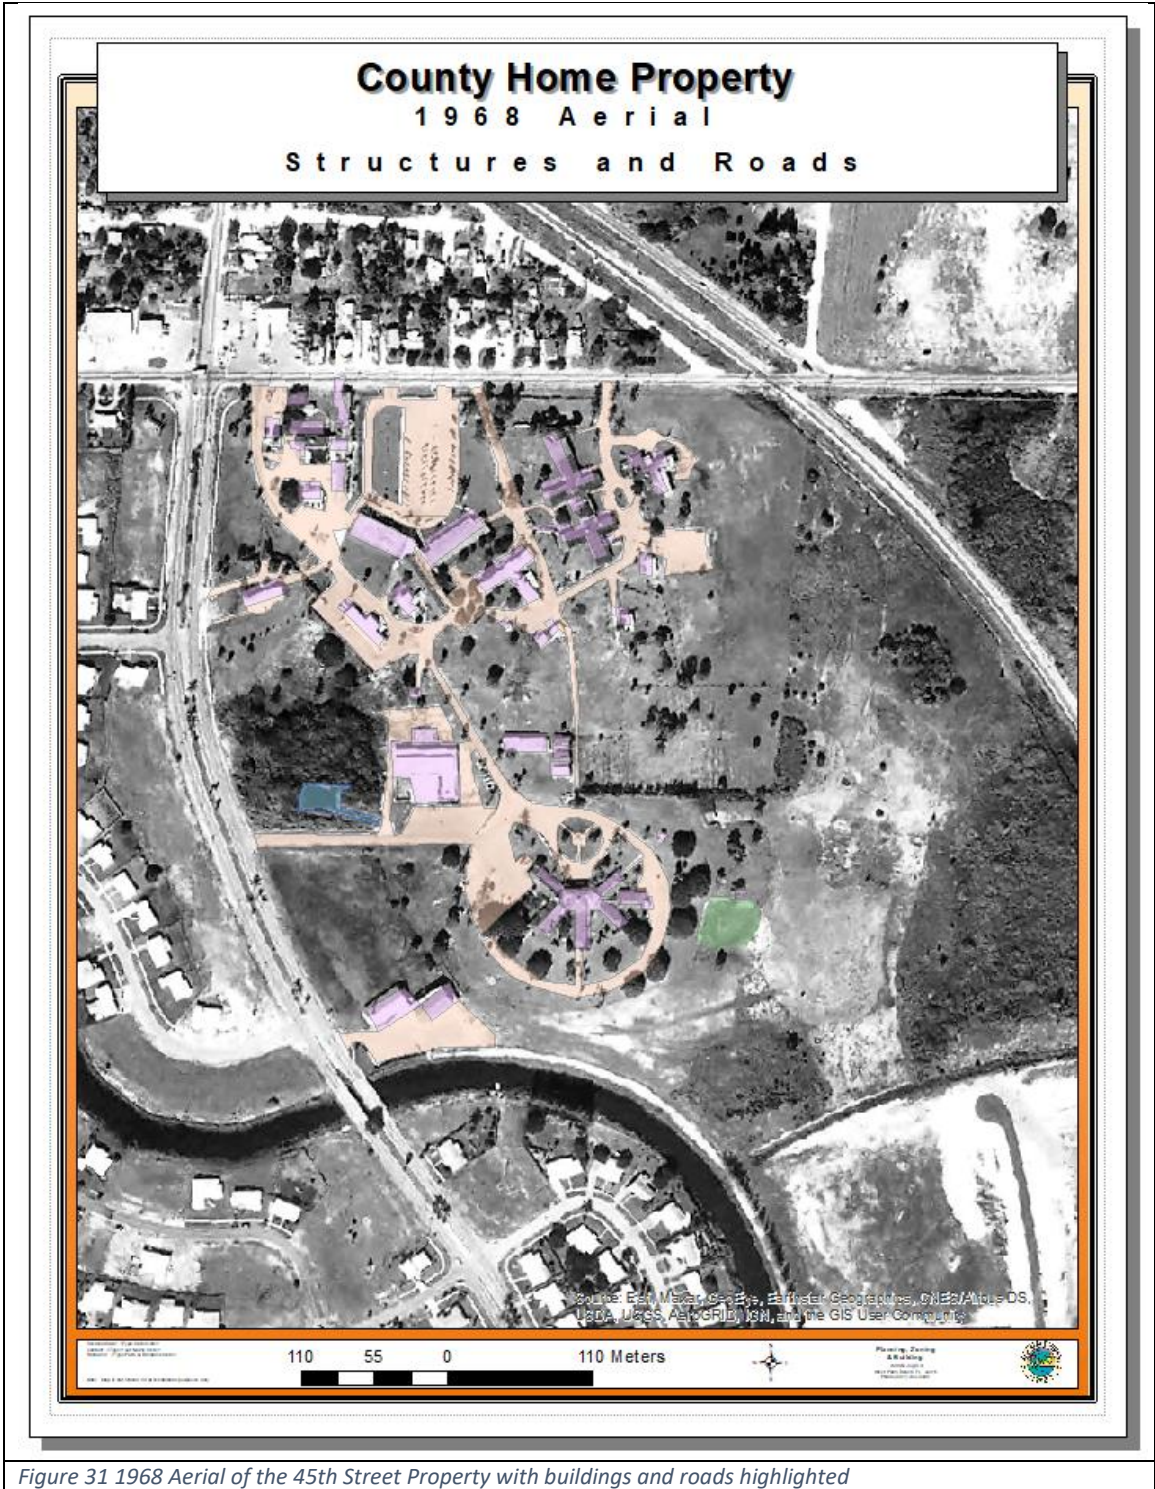 County Home Property
1968 Aerial
Structures and Roads
Source: Esri, Maxar, GeoEye, Earthstar Geographics, CNES/Airbus DS,
USDA, USGS, AeroGRID, IGN, and the GIS User Community
110 55 0 110 Meters
Planning, Zoning
& Building
Figure 31 1968 Aerial of the 45th Street Property with buildings and roads highlighted